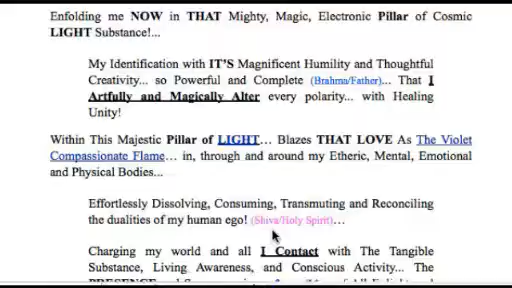 Enfolding me NOW in THAT Mighty, Magic, Electronic Pillar of Cosmic
LIGHT Substance!...
My Identification with IT'S Magnificent Humility and Thoughtful
Creativity... so Powerful and Complete (Brahma/Father)... That I
Artfully and Magically Alter every polarity... with Healing
Unity!
Within This Majestic Pillar of LIGHT... Blazes THAT LOVE As The Violet
Compassionate Flame... in, through and around my Etheric, Mental, Emotional
and Physical Bodies...
Effortlessly Dissolving, Consuming, Transmuting and Reconciling
the dualities of my human ego! (Shiva/Holy Spirit)...
Charging my world and all I Contact with The Tangible
Substance, Living Awareness, and Conscious Activity... The